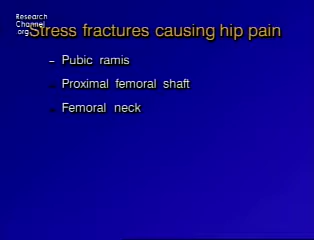 Research
Channel
.org
Stress fractures causing hip pain
– Pubic ramis
– Proximal femoral shaft
– Femoral neck